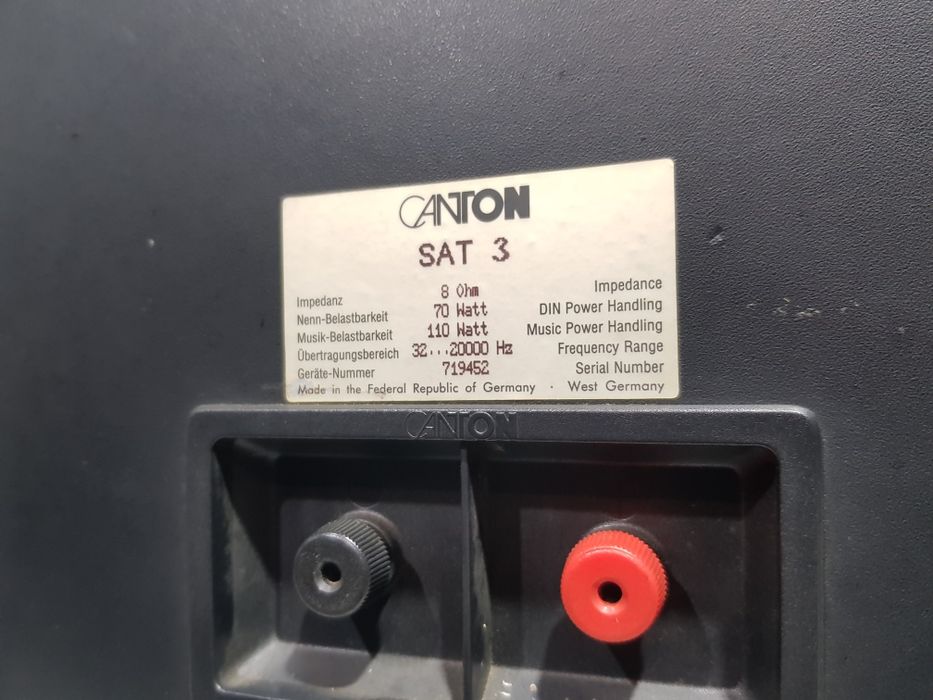 CANTON
SAT 3
Impedanz 8 Ohm Impedance
Nenn-Belastbarkeit 70 Watt DIN Power Handling
Musik-Belastbarkeit 110 Watt Music Power Handling
Übertragungsbereich 32...20000 Hz Frequency Range
Geräte-Nummer 719452 Serial Number
Made in the Federal Republic of Germany · West Germany
CANTON